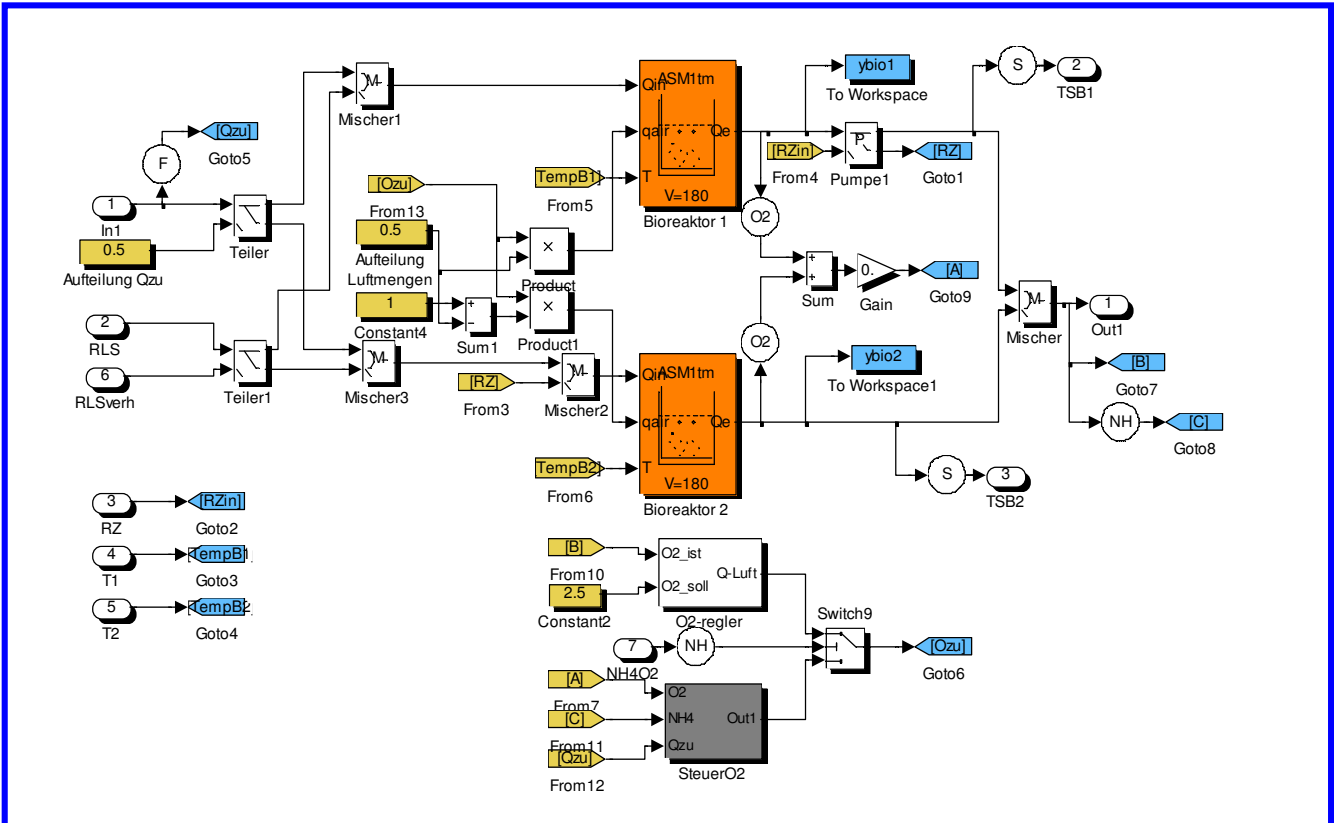 M-
Mischer1
[Qzu]
Goto5
F
1
In1
0.5
Aufteilung Qzu
Teiler
2
RLS
6
RLSverh
Teiler1
[Ozu]
From13
0.5
Aufteilung
Luftmengen
1
Constant4
+
−
Sum1
×
Product
×
Product1
M-
Mischer3
[RZ]
From3
M-
Mischer2
TempB1]
From5
ASM1tm
Qin
qair
Qe
T
V=180
Bioreaktor 1
ybio1
To Workspace
[RZin]
From4
P
Pumpe1
[RZ]
Goto1
S
2
TSB1
O2
+
+
Sum
0.
Gain
[A]
Goto9
O2
ybio2
To Workspace1
M-
Mischer
1
Out1
[B]
Goto7
NH
[C]
Goto8
TempB2]
From6
ASM1tm
Qin
qair
Qe
T
V=180
Bioreaktor 2
S
3
TSB2
3
RZ
[RZin]
Goto2
4
T1
[TempB1]
Goto3
5
T2
[TempB2]
Goto4
[B]
From10
2.5
Constant2
O2_ist
O2_soll
Q-Luft
O2-regler
7
NH4O2
NH
Switch9
[Ozu]
Goto6
[A]
From7
[C]
From11
[Qzu]
From12
O2
NH4
Qzu
Out1
SteuerO2